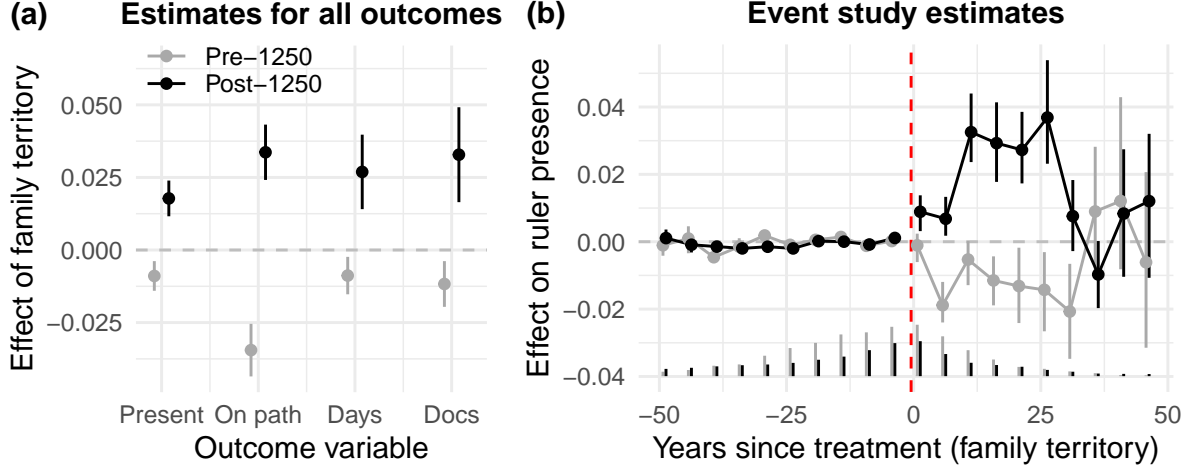 (a) Estimates for all outcomes
Pre−1250
Post−1250
Effect of family territory
0.050
0.025
0.000
−0.025
Present On path Days Docs
Outcome variable
(b) Event study estimates
Effect on ruler presence
0.04
0.02
0.00
−0.02
−0.04
−50 −25 0 25 50
Years since treatment (family territory)